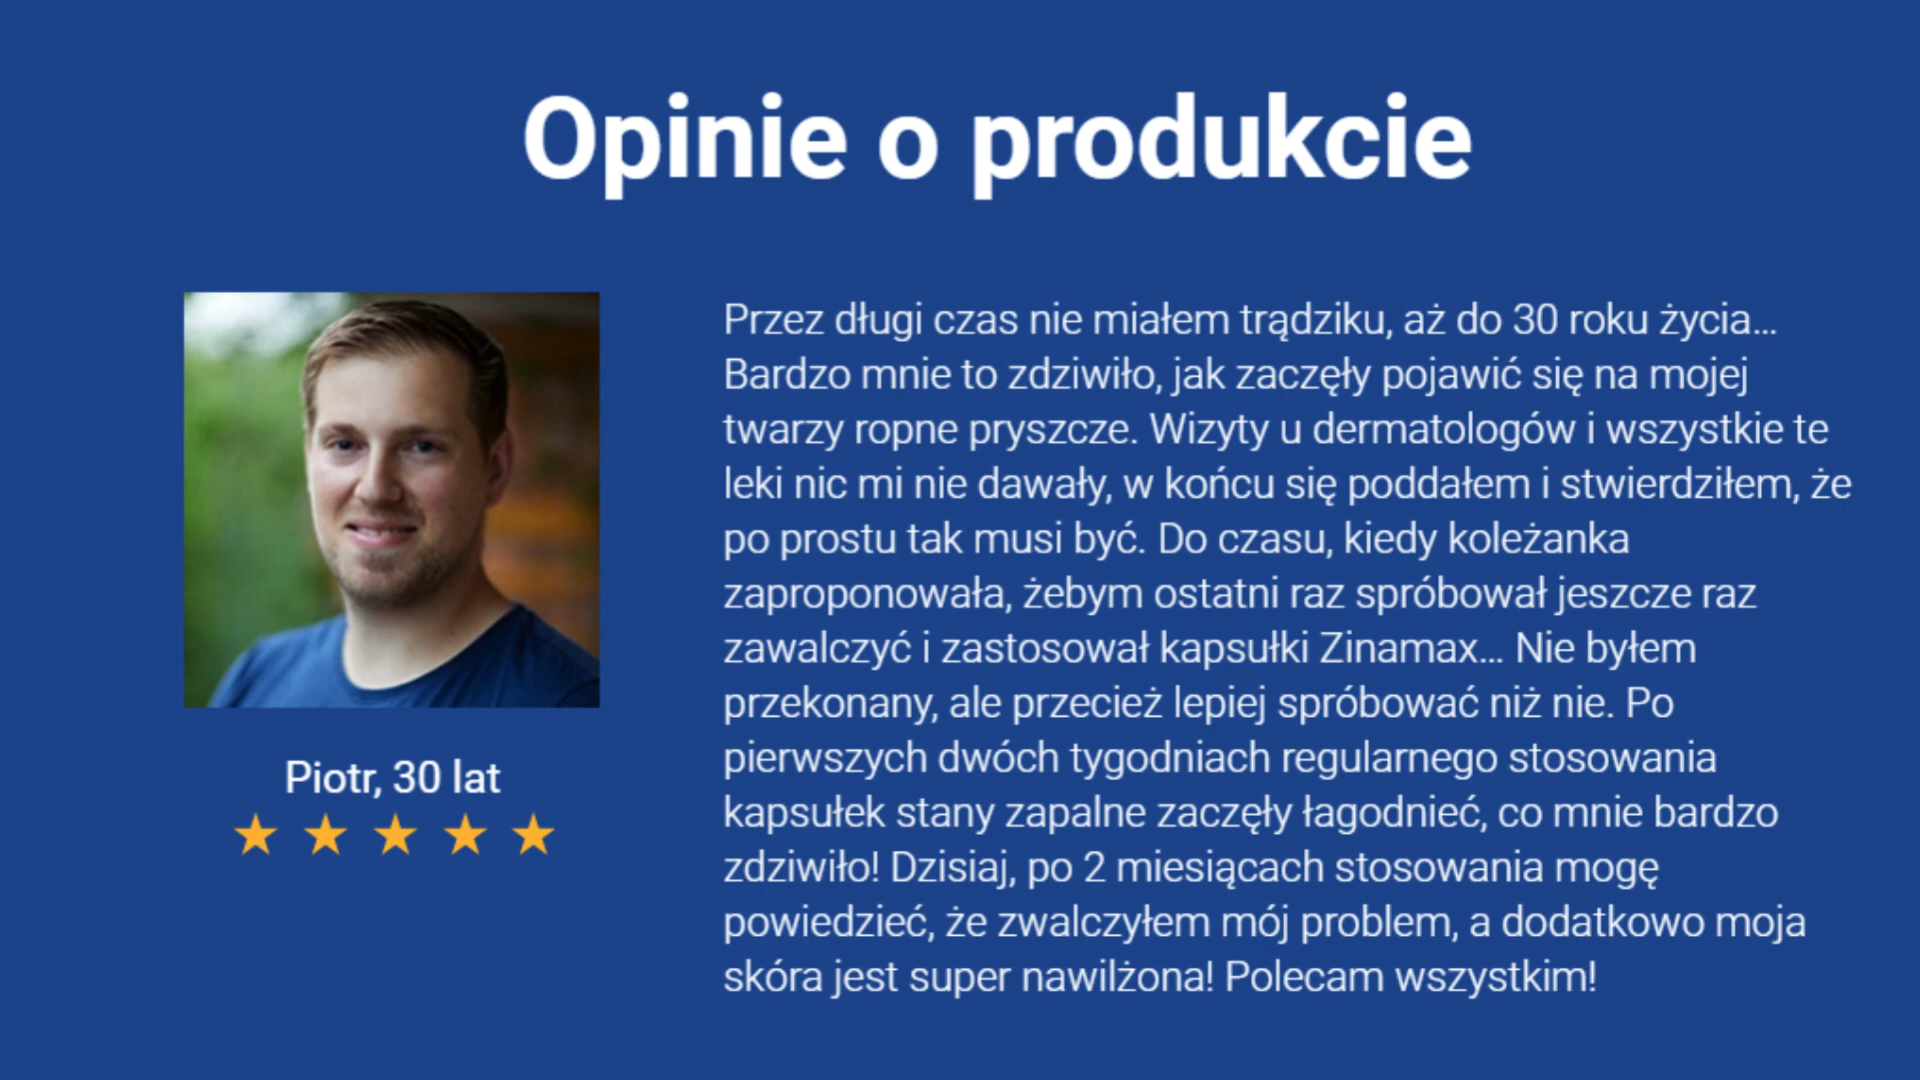 Opinie o produkcie
Piotr, 30 lat
Przez długi czas nie miałem trądziku, aż do 30 roku życia...
Bardzo mnie to zdziwiło, jak zaczęły pojawić się na mojej
twarzy ropne pryszcze. Wizyty u dermatologów i wszystkie te
leki nic mi nie dawały, w końcu się poddałem i stwierdziłem, że
po prostu tak musi być. Do czasu, kiedy koleżanka
zaproponowała, żebym ostatni raz spróbował jeszcze raz
zawalczyć i zastosował kapsułki Zinamax... Nie byłem
przekonany, ale przecież lepiej spróbować niż nie. Po
pierwszych dwóch tygodniach regularnego stosowania
kapsułek stany zapalne zaczęły łagodnieć, co mnie bardzo
zdziwiło! Dzisiaj, po 2 miesiącach stosowania mogę
powiedzieć, że zwalczyłem mój problem, a dodatkowo moja
skóra jest super nawilżona! Polecam wszystkim!